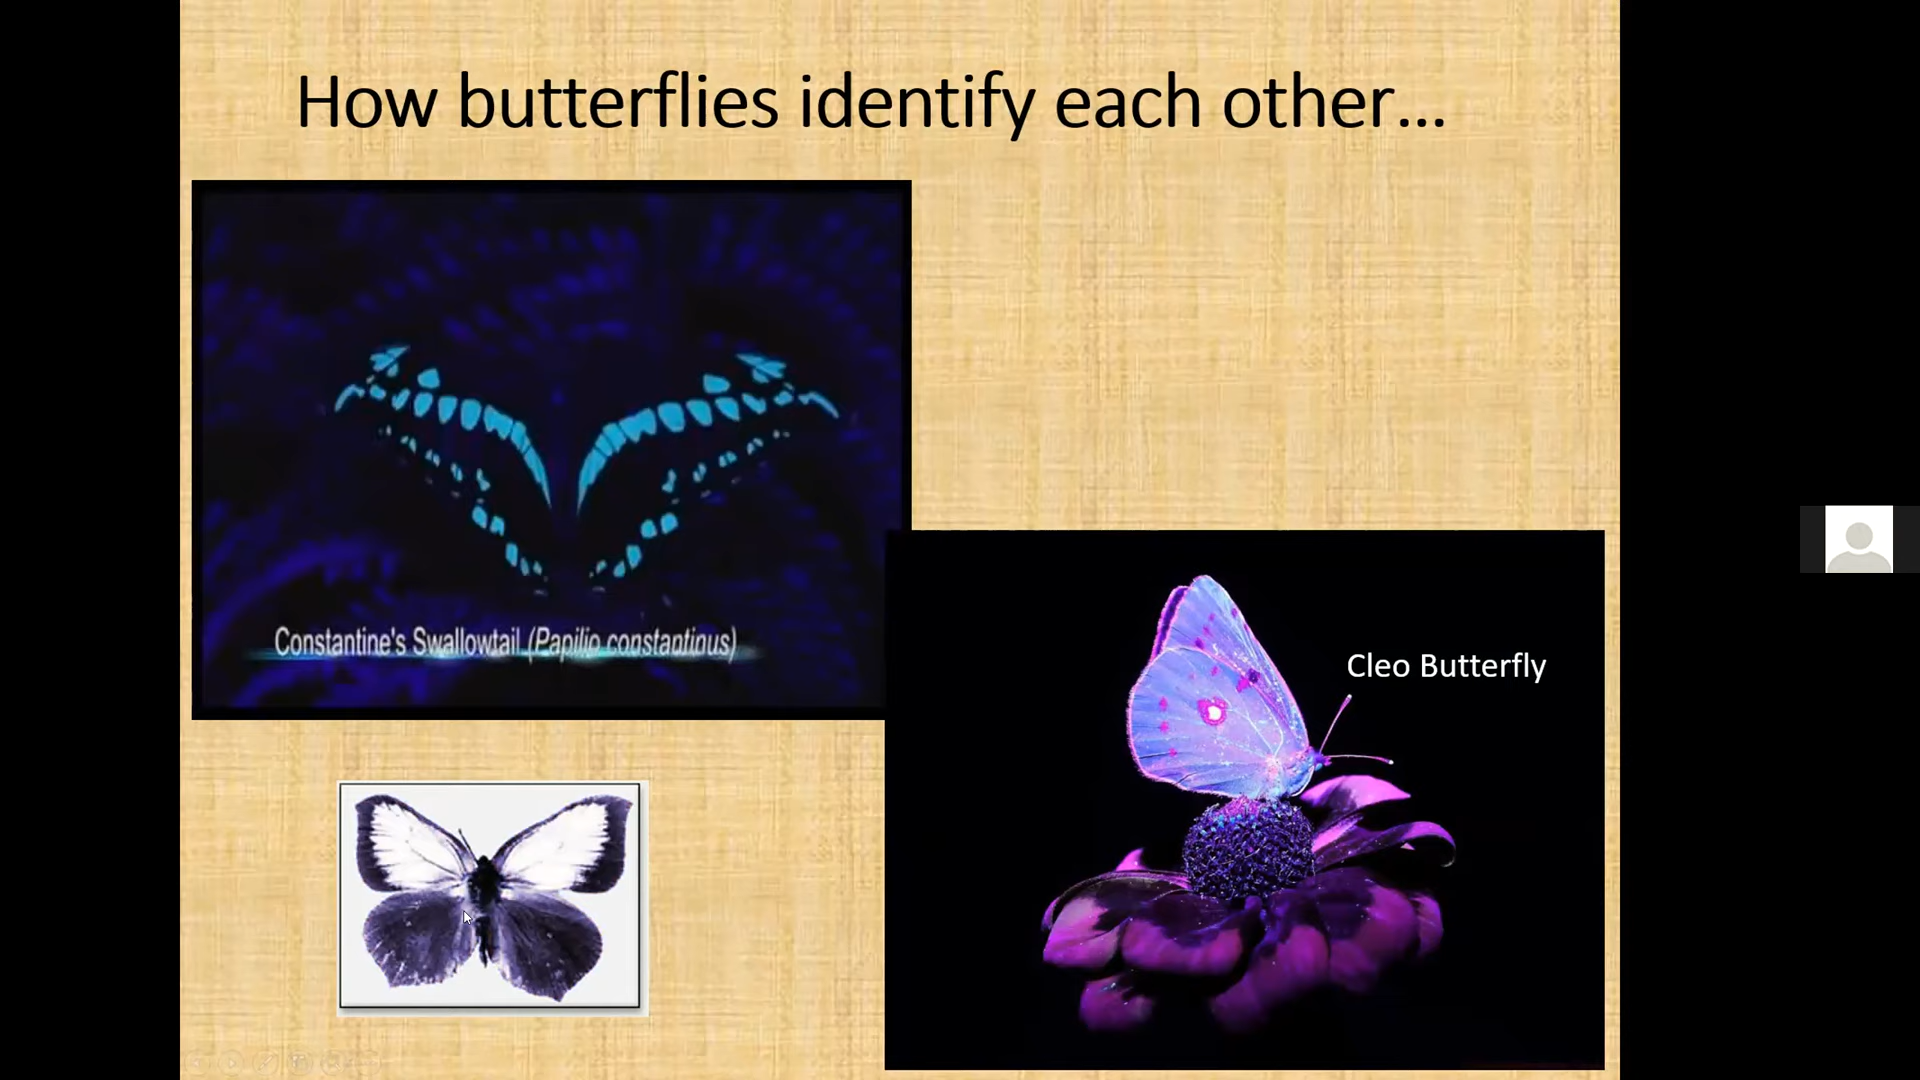 How butterflies identify each other...
Constantine's Swallowtail (Papilio constantinus)
Cleo Butterfly